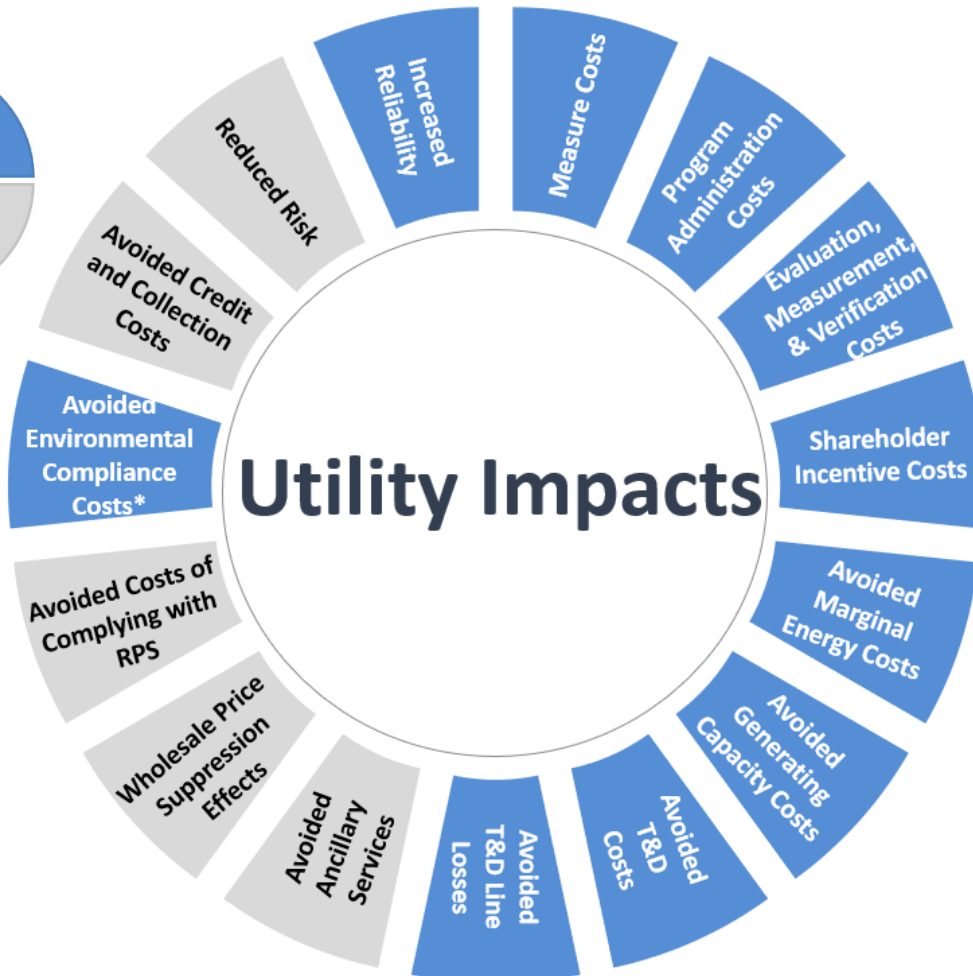 Utility Impacts
Measure Costs
Program
Administration
Costs
Evaluation,
Measurement,
& Verification
Costs
Shareholder
Incentive Costs
Avoided
Marginal
Energy Costs
Avoided
Generating
Capacity Costs
Avoided
T&D
Costs
Avoided
T&D Line
Losses
Avoided
Ancillary
Services
Wholesale Price
Suppression
Effects
Avoided Costs of
Complying with
RPS
Avoided
Environmental
Compliance
Costs*
Avoided Credit
and Collection
Costs
Reduced Risk
Increased
Reliability